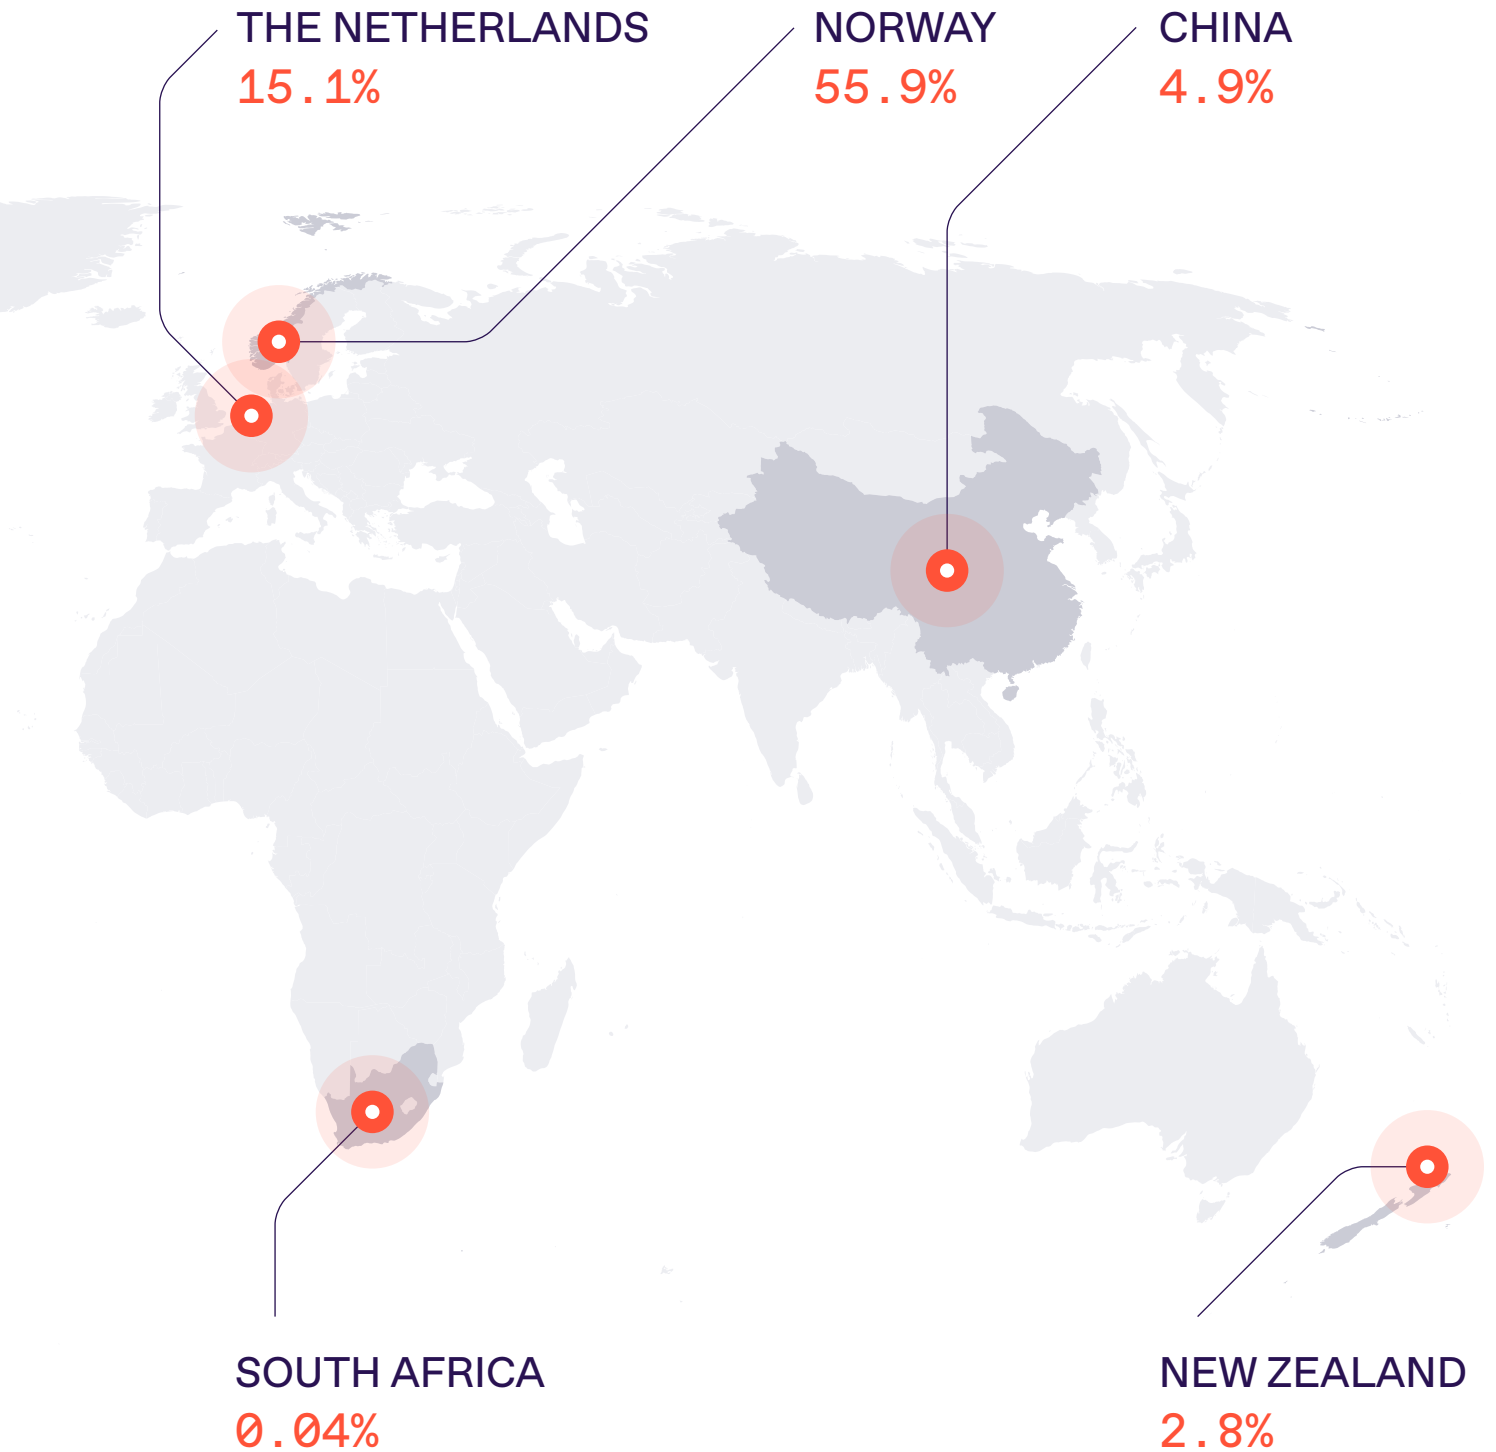 THE NETHERLANDS
15.1%
NORWAY
55.9%
CHINA
4.9%
SOUTH AFRICA
0.04%
NEW ZEALAND
2.8%